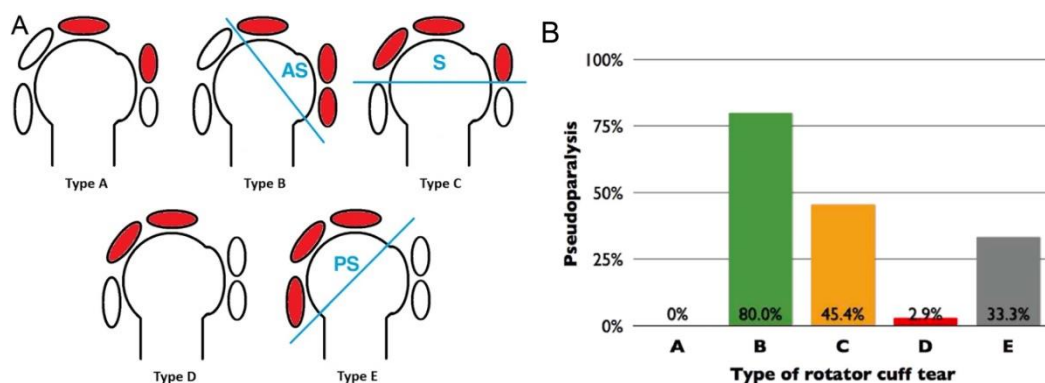 A
AS
S
Type A
Type B
Type C
PS
Type D
Type E
B
100%
75%
50%
25%
0%
Pseudoparalysis
0%
80.0%
45.4%
2.9%
33.3%
A B C D E
Type of rotator cuff tear